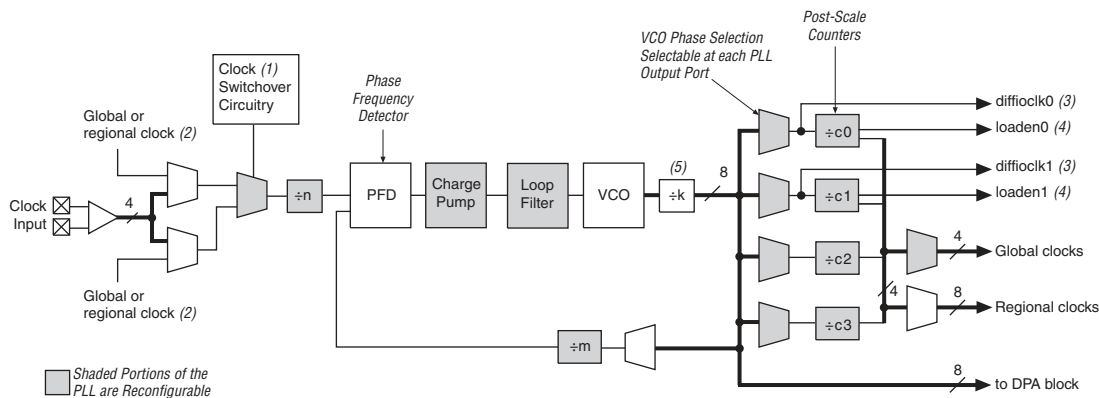 VCO Phase Selection
Selectable at each PLL
Output Port
Post-Scale
Counters
Clock (1)
Switchover
Circuitry
Phase
Frequency
Detector
Global or
regional clock (2)
Clock
Input
4
Global or
regional clock (2)
÷n
PFD
Charge
Pump
Loop
Filter
VCO
(5)
÷k
8
÷c0
÷c1
÷c2
÷c3
4
÷m
diffioclk0 (3)
loaden0 (4)
diffioclk1 (3)
loaden1 (4)
4
Global clocks
8
Regional clocks
8
to DPA block
Shaded Portions of the
PLL are Reconfigurable